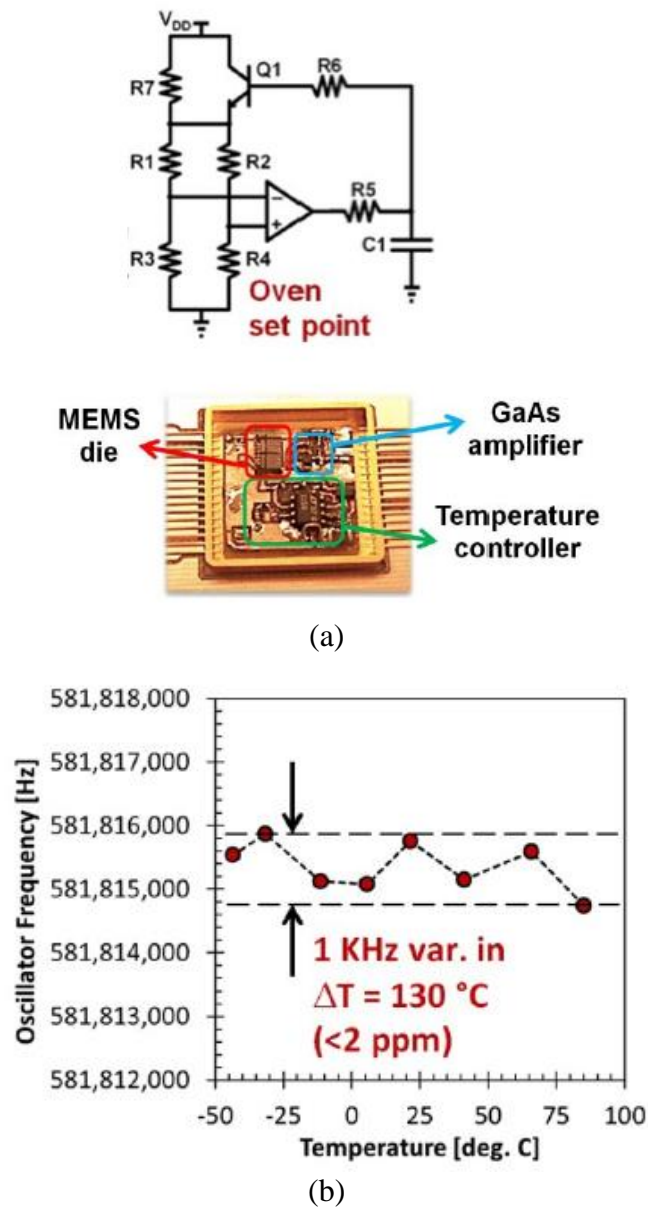 V_DD
Q1
R6
R7
R1
R2
R5
R3
R4
C1
Oven
set point
MEMS
die
GaAs
amplifier
Temperature
controller
(a)
581,818,000
581,817,000
581,816,000
581,815,000
581,814,000
581,813,000
581,812,000
Oscillator Frequency [Hz]
1 KHz var. in
ΔT = 130 °C
(<2 ppm)
-50 -25 0 25 50 75 100
Temperature [deg. C]
(b)